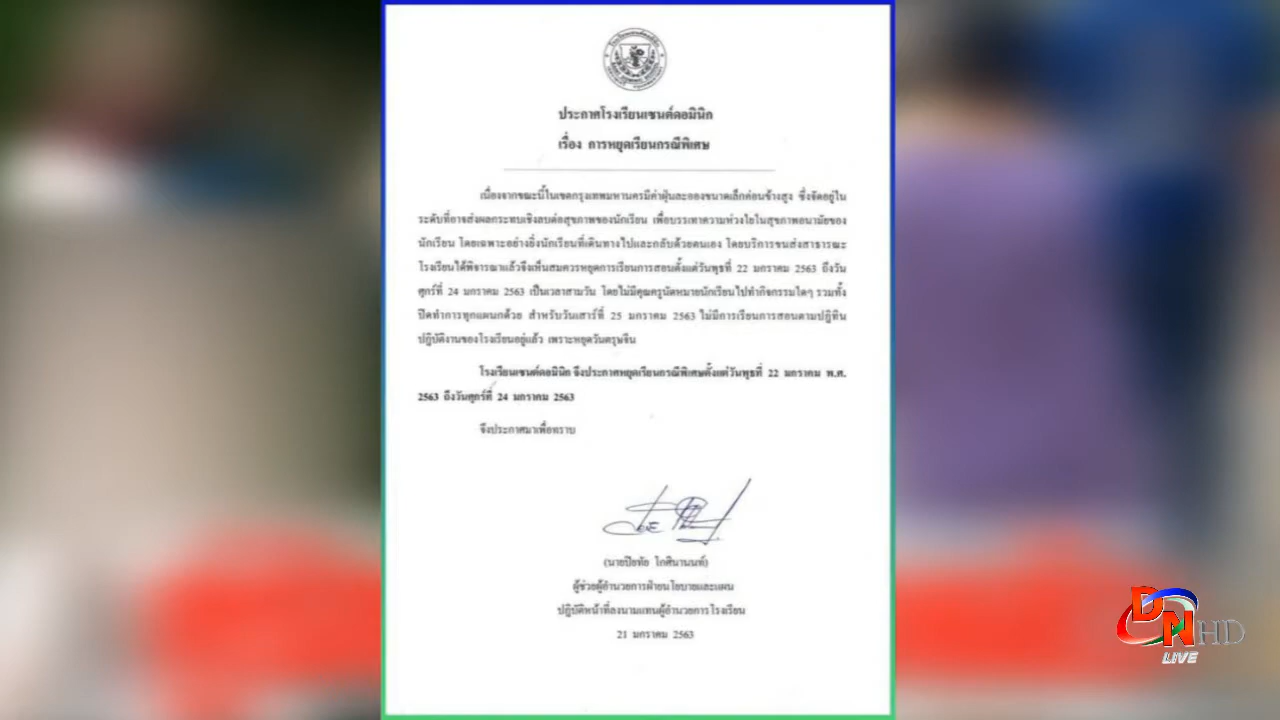 ประกาศโรงเรียนเซนต์ดอมินิก
เรื่อง การหยุดเรียนกรณีพิเศษ
เนื่องจากขณะนี้ในเขตกรุงเทพมหานครมีค่าฝุ่นละอองขนาดเล็กค่อนข้างสูง ซึ่งจัดอยู่ใน
ระดับที่อาจส่งผลกระทบเชิงลบต่อสุขภาพของนักเรียน เพื่อบรรเทาความห่วงใยในสุขภาพอนามัยของ
นักเรียน โดยเฉพาะอย่างยิ่งนักเรียนที่เดินทางไปและกลับด้วยตนเอง โดยบริการขนส่งสาธารณะ
โรงเรียนได้พิจารณาแล้วจึงเห็นสมควรหยุดการเรียนการสอนตั้งแต่วันพุธที่ 22 มกราคม 2563 ถึงวัน
ศุกร์ที่ 24 มกราคม 2563 เป็นเวลาสามวัน โดยไม่มีคุณครูนัดหมายนักเรียนไปทำกิจกรรมใดๆ รวมทั้ง
ปิดทำการทุกแผนกด้วย สำหรับวันเสาร์ที่ 25 มกราคม 2563 ไม่มีการเรียนการสอนตามปฏิทิน
ปฏิบัติงานของโรงเรียนอยู่แล้ว เพราะหยุดวันตรุษจีน
โรงเรียนเซนต์ดอมินิก จึงประกาศหยุดเรียนกรณีพิเศษตั้งแต่วันพุธที่ 22 มกราคม พ.ศ.
2563 ถึงวันศุกร์ที่ 24 มกราคม 2563
จึงประกาศมาเพื่อทราบ
(นายปิยทัย โกศินานนท์)
ผู้ช่วยผู้อำนวยการฝ่ายนโยบายและแผน
ปฏิบัติหน้าที่ลงนามแทนผู้อำนวยการโรงเรียน
21 มกราคม 2563
DN HD
LIVE